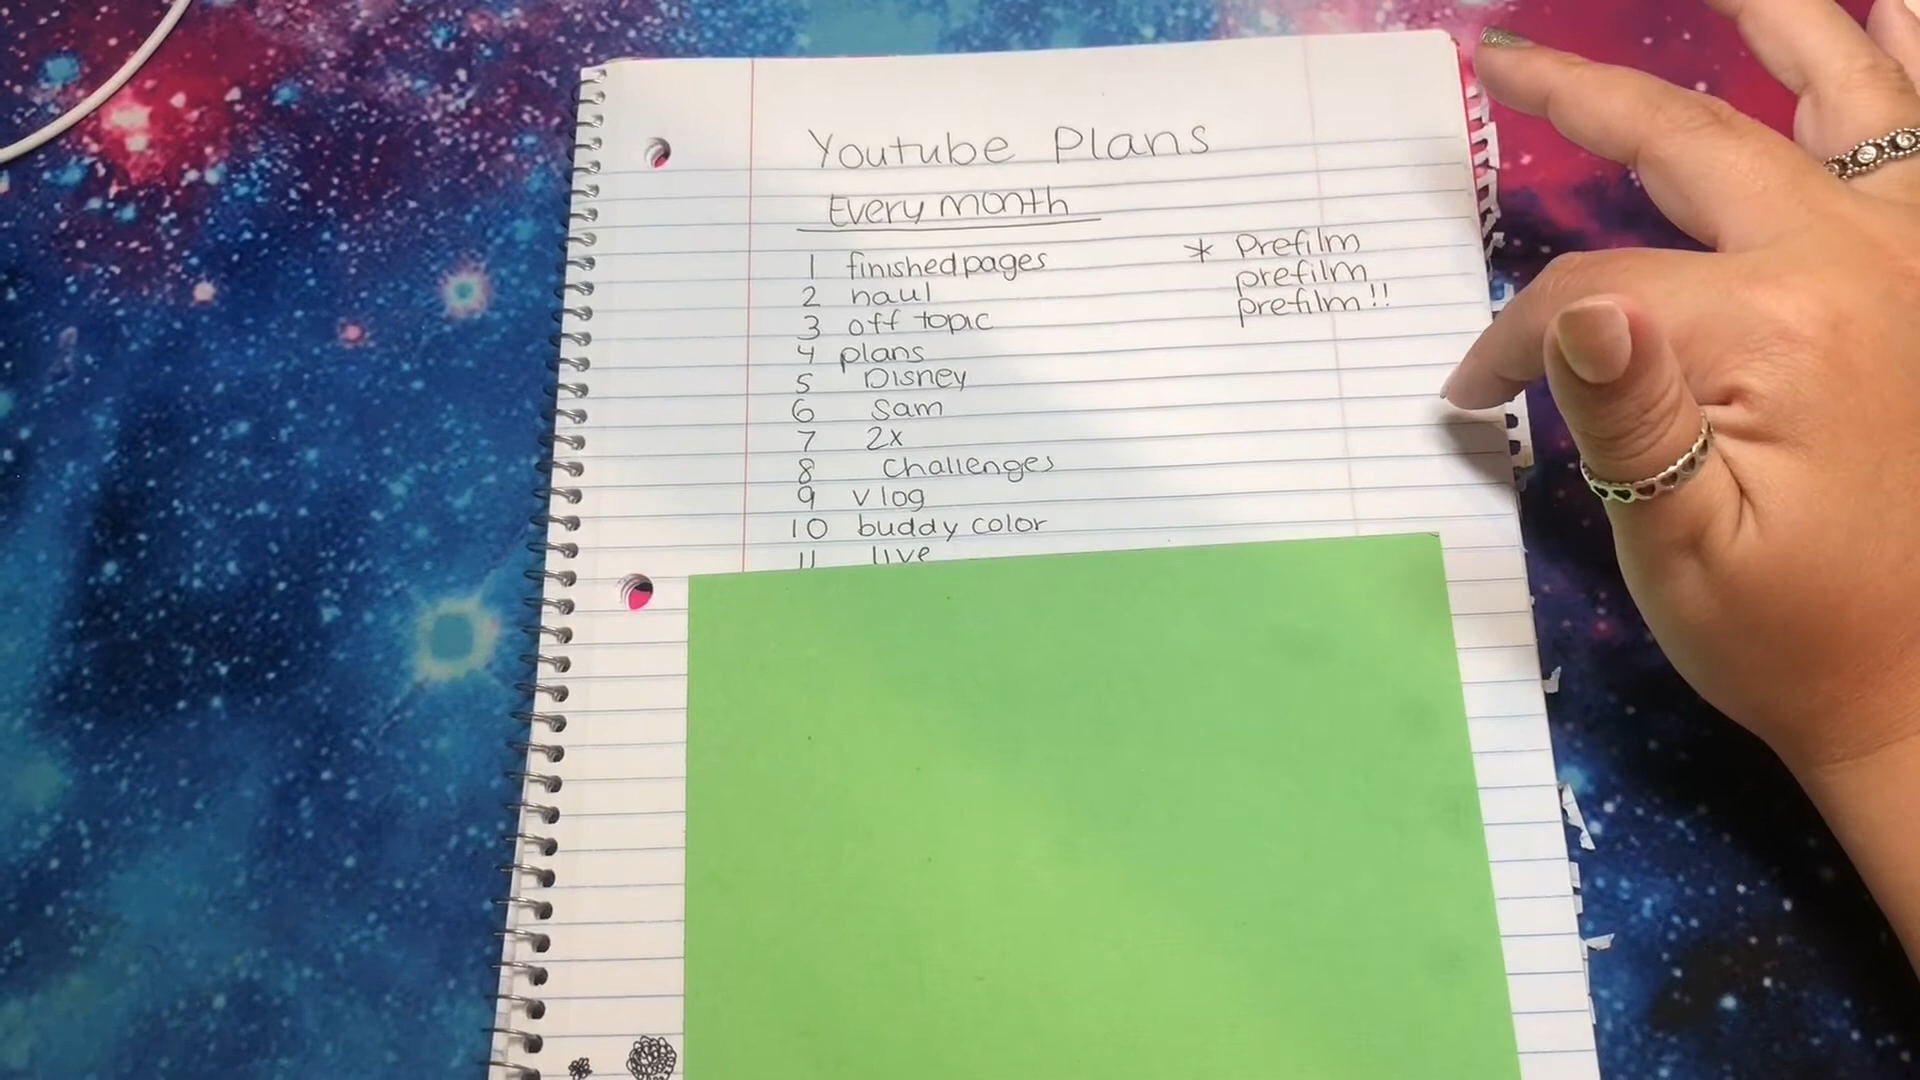 Youtube Plans
Every month
1 finished pages
2 haul
3 off topic
4 plans
5 Disney
6 Sam
7 2x
8 Challenges
9 vlog
10 buddy color
11 live
* Prefilm
prefilm
prefilm!!